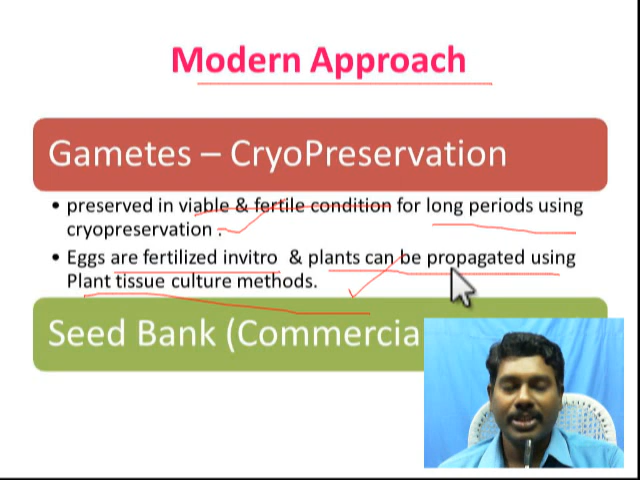 Modern Approach
Gametes – CryoPreservation
• preserved in viable & fertile condition for long periods using
cryopreservation .
• Eggs are fertilized invitro & plants can be propagated using
Plant tissue culture methods.
Seed Bank (Commercia